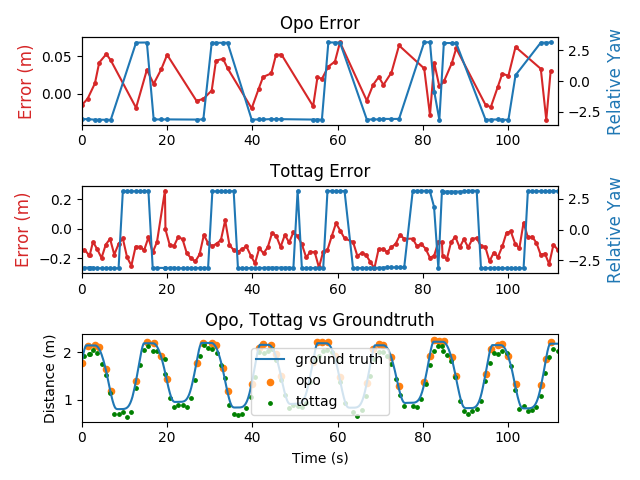 Opo Error
Error (m)
0.05
0.00
2.5
0.0
−2.5
Relative Yaw
0 20 40 60 80 100
Tottag Error
Error (m)
0.2
0.0
−0.2
2.5
0.0
−2.5
Relative Yaw
0 20 40 60 80 100
Opo, Tottag vs Groundtruth
Distance (m)
2
1
ground truth
opo
tottag
0 20 40 60 80 100
Time (s)